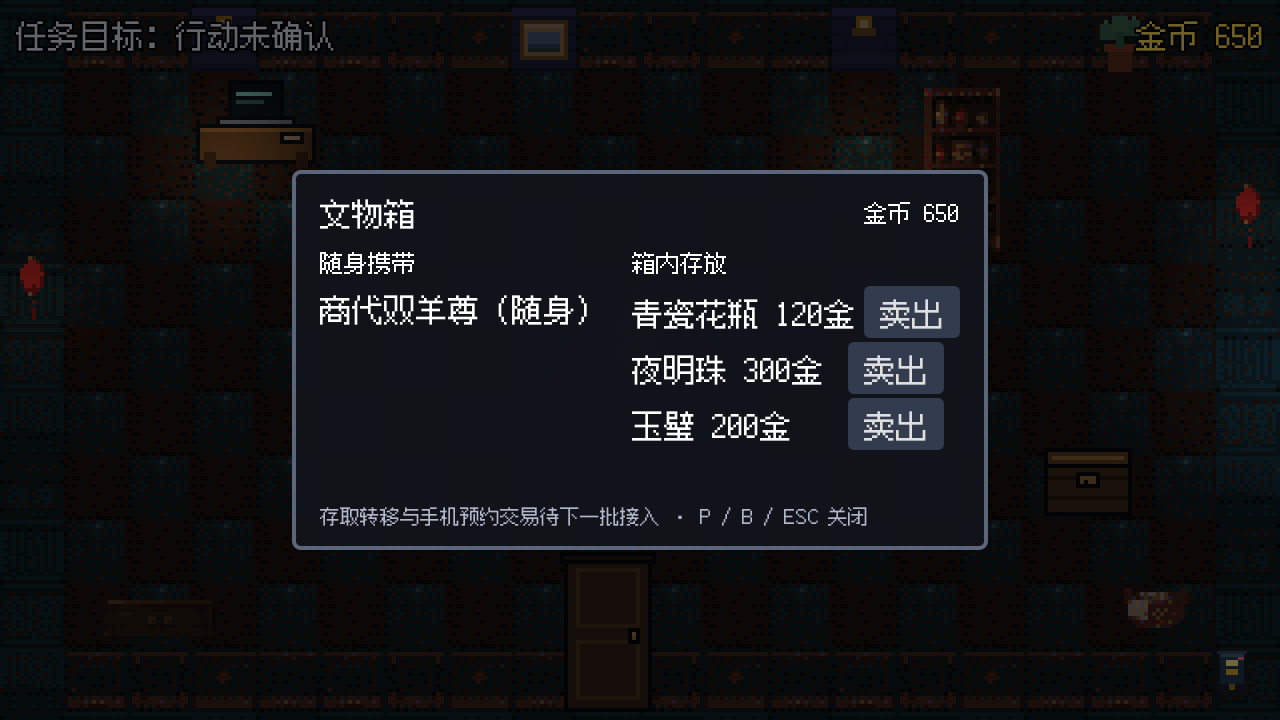 任务目标: 行动未确认
金币 650
文物箱
金币 650
随身携带
箱内存放
商代双羊尊 (随身)
青瓷花瓶 120金 卖出
夜明珠 300金 卖出
玉璧 200金 卖出
存取转移与手机预约交易待下一批接入 · P / B / ESC 关闭